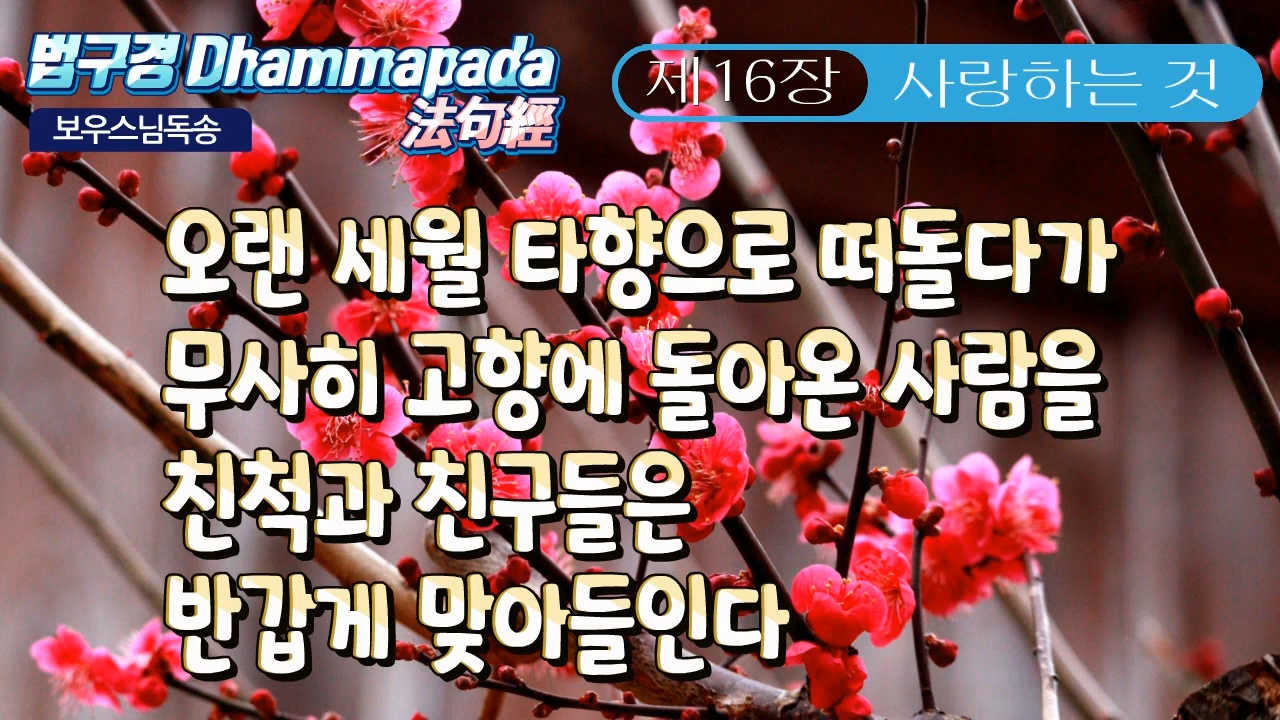 법구경 Dhammapada
法句經
보우스님독송
제16장 사랑하는 것
오랜 세월 타향으로 떠돌다가
무사히 고향에 돌아온 사람을
친척과 친구들은
반갑게 맞아들인다